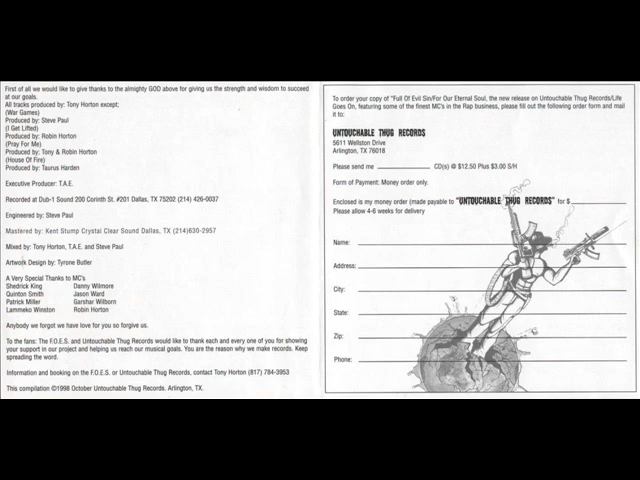 First of all we would like to give thanks to the almighty GOD above for giving us the strength and wisdom to succeed
at our goals.
All tracks produced by: Tony Horton except;
(War Games)
Produced by: Steve Paul
(I Get Lifted)
Produced by: Robin Horton
(Pray For Me)
Produced by: Tony & Robin Horton
(House Of Fire)
Produced by: Taurus Harden
Executive Producer: T.A.E.
Recorded at Dub-1 Sound 200 Corinth St. #201 Dallas, TX 75202 (214) 426-0037
Engineered by: Steve Paul
Mastered by: Kent Stump Crystal Clear Sound Dallas, TX (214)630-2957
Mixed by: Tony Horton, T.A.E. and Steve Paul
Artwork Design by: Tyrone Butler
A Very Special Thanks to MC's
Shedrick King Danny Wilmore
Quinton Smith Jason Ward
Patrick Miller Garshar Wilborn
Lammeko Winston Robin Horton
Anybody we forgot we have love for you so forgive us.
To the fans: The F.O.E.S. and Untouchable Thug Records would like to thank each and every one of you for showing
your support in our project and helping us reach our musical goals. You are the reason why we make records. Keep
spreading the word.
Information and booking on the F.O.E.S. or Untouchable Thug Records, contact Tony Horton (817) 784-3953
This compilation ©1998 October Untouchable Thug Records. Arlington, TX.
To order your copy of "Full Of Evil Sin/For Our Eternal Soul, the new release on Untouchable Thug Records/Life
Goes On, featuring some of the finest MC's in the Rap business, please fill out the following order form and mail
it to:
UNTOUCHABLE THUG RECORDS
5611 Wellston Drive
Arlington, TX 76018
Please send me ____________ CD(s) @ $12.50 Plus $3.00 S/H
Form of Payment: Money order only.
Enclosed is my money order (made payable to "UNTOUCHABLE THUG RECORDS" for $____________
Please allow 4-6 weeks for delivery
Name:
Address:
City:
State:
Zip:
Phone: